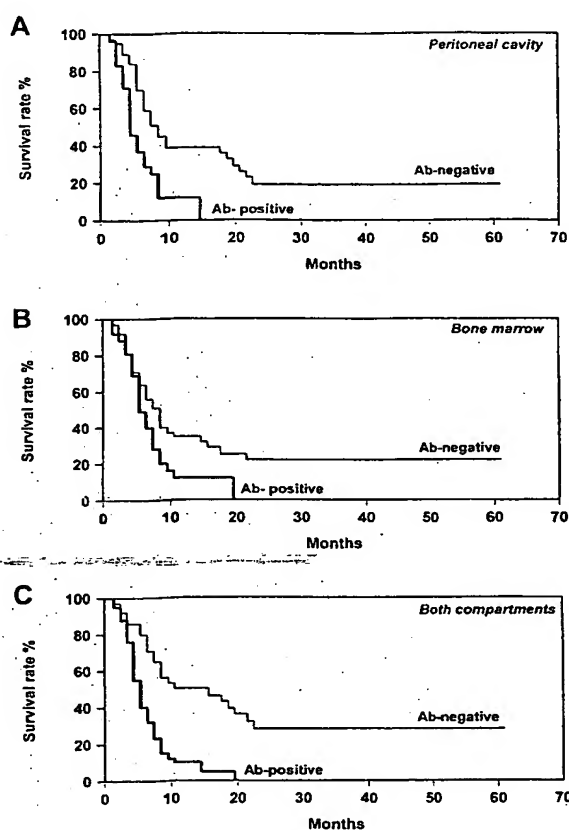 A
Peritoneal cavity
Survival rate %
100
80
60
40
20
0
Ab-negative
Ab- positive
0 10 20 30 40 50 60 70
Months
B
Bone marrow
Survival rate %
100
80
60
40
20
0
Ab-negative
Ab- positive
0 10 20 30 40 50 60 70
Months
C
Both compartments
Survival rate %
100
80
60
40
20
0
Ab-negative
Ab-positive
0 10 20 30 40 50 60 70
Months